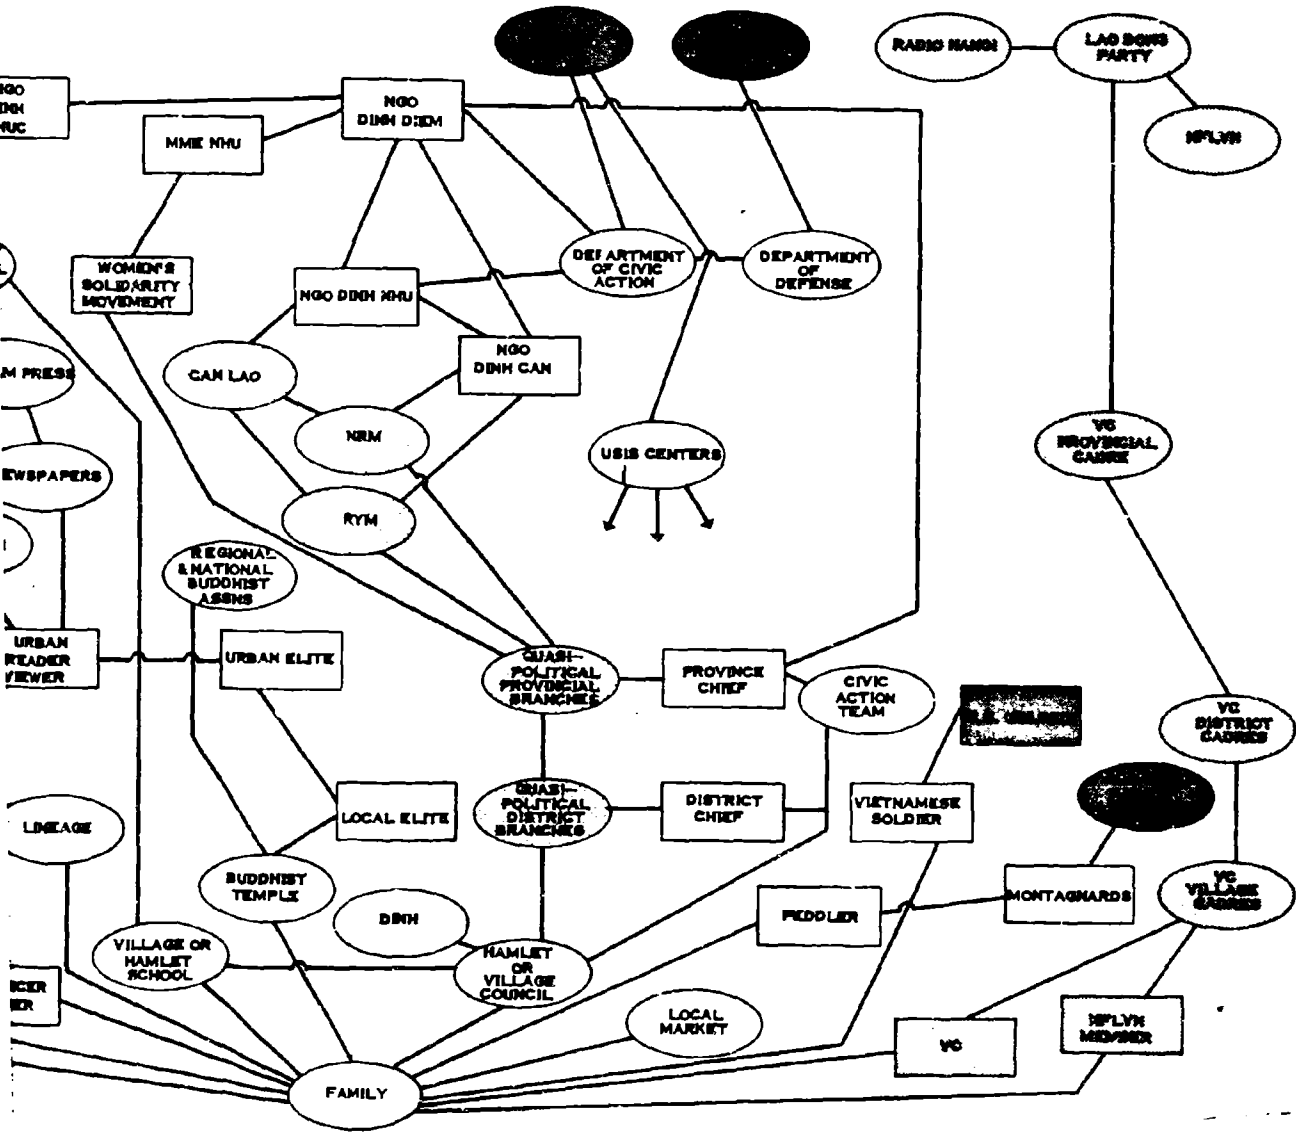 RADIO HANOI
LAO DONG
PARTY
NGO
DINH DIEM
MME NHU
NFLVN
WOMEN'S
SOLIDARITY
MOVEMENT
NGO DINH NHU
DEPARTMENT
OF CIVIC
ACTION
DEPARTMENT
OF
DEFENSE
NGO
DINH CAN
CAN LAO
PRESS
NRM
USIS CENTERS
VC
PROVINCIAL
CADRE
EWSPAPERS
RYM
REGIONAL
& NATIONAL
BUDDHIST
ASSNS
URBAN
READER
VIEWER
URBAN ELITE
QUASI-
POLITICAL
PROVINCIAL
BRANCHES
PROVINCE
CHIEF
CIVIC
ACTION
TEAM
VC
DISTRICT
CADRES
LINEAGE
LOCAL ELITE
QUASI-
POLITICAL
DISTRICT
BRANCHES
DISTRICT
CHIEF
VIETNAMESE
SOLDIER
BUDDHIST
TEMPLE
DINH
PEDDLER
MONTAGNARDS
VC
VILLAGE
CADRES
VILLAGE OR
HAMLET
SCHOOL
HAMLET
OR
VILLAGE
COUNCIL
LOCAL
MARKET
VC
NFLVN
MEMBER
FAMILY